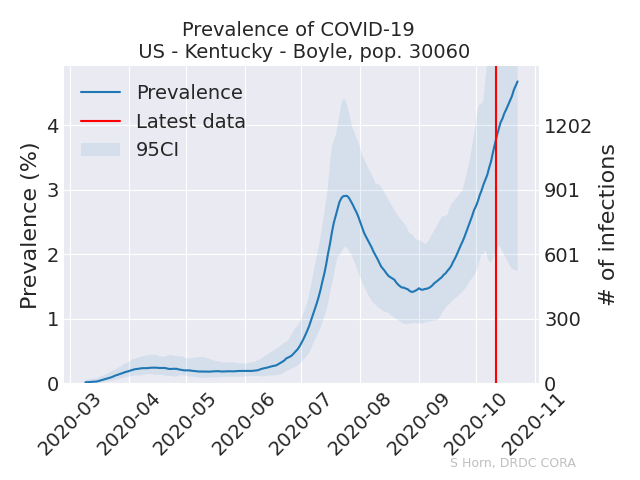 Prevalence of COVID-19
US - Kentucky - Boyle, pop. 30060
Prevalence
Latest data
95CI
Prevalence (%)
4
3
2
1
0
1202
901
601
300
0
# of infections
2020-03
2020-04
2020-05
2020-06
2020-07
2020-08
2020-09
2020-10
2020-11
S Horn, DRDC CORA